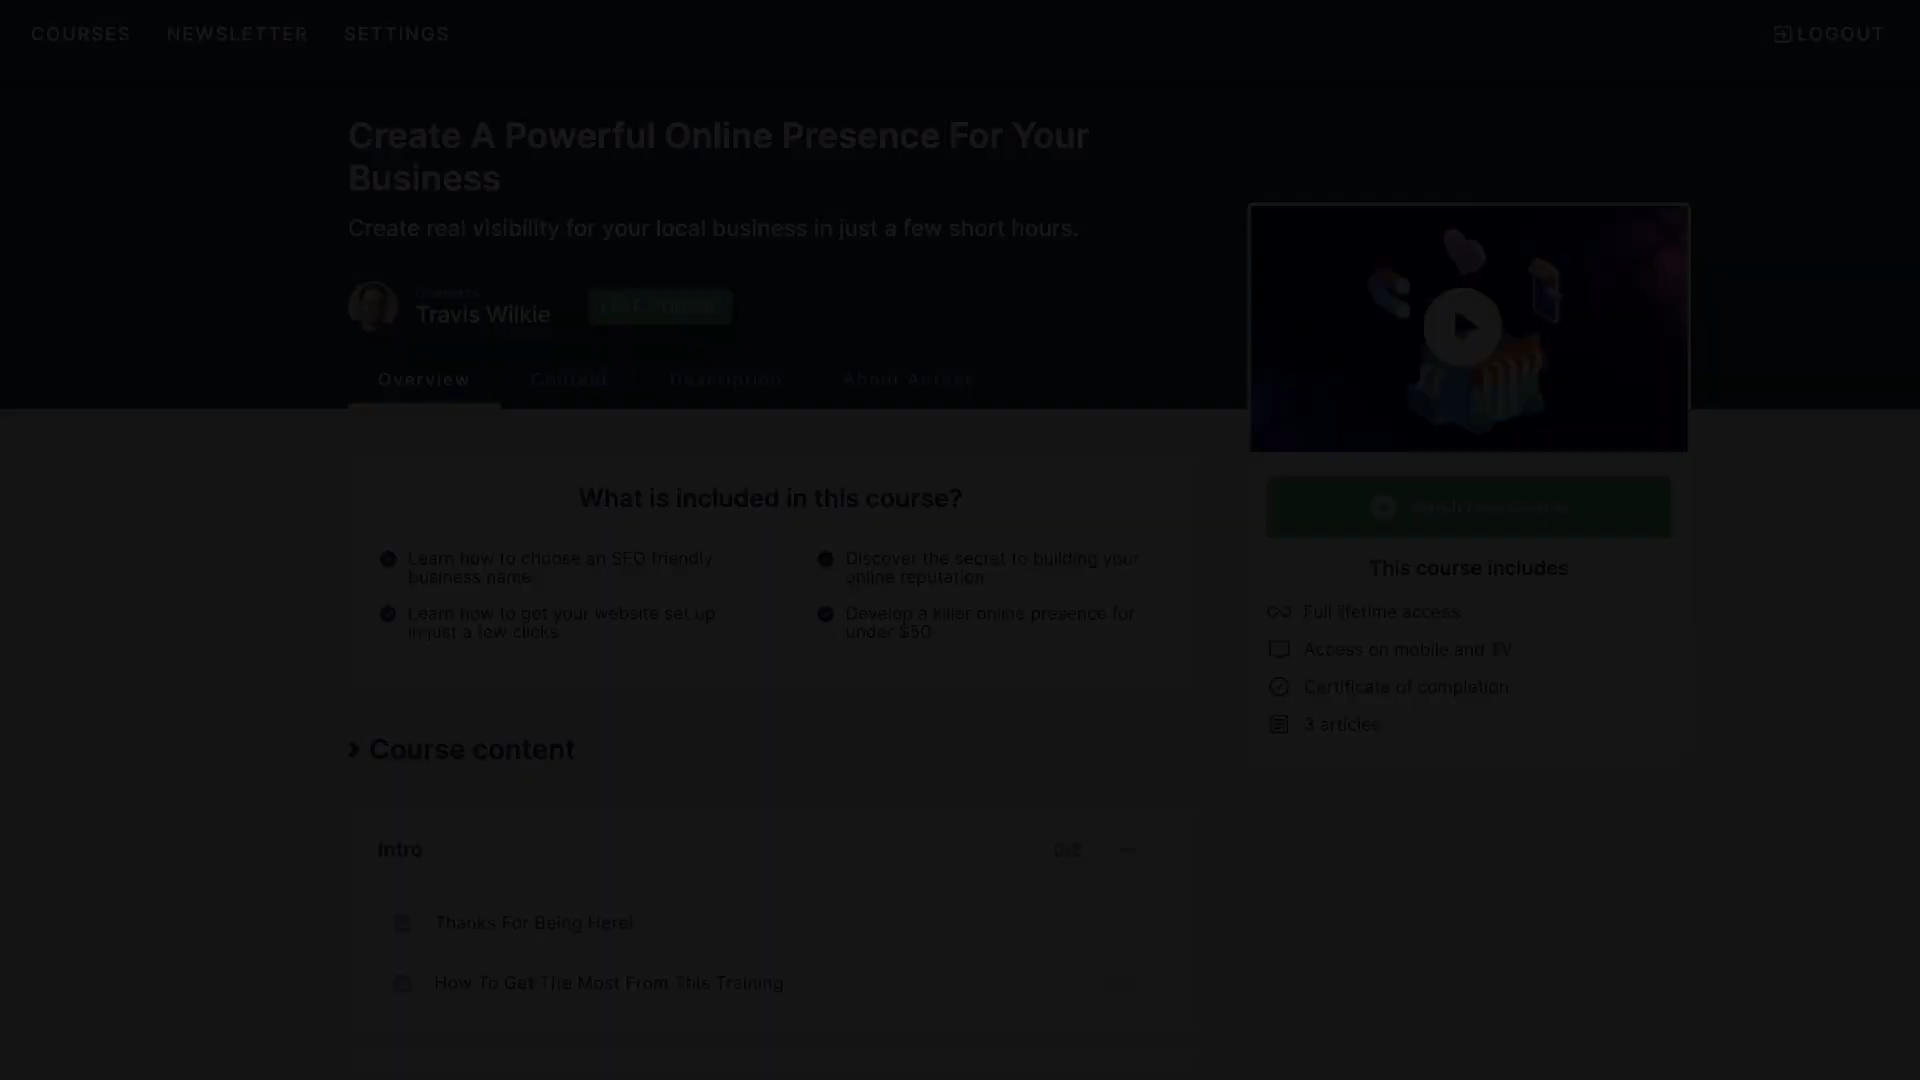 COURSES NEWSLETTER SETTINGS LOGOUT
Create A Powerful Online Presence For Your
Business
Create real visibility for your local business in just a few short hours.
Travis Wilkie
Overview Content Description About Author
What is included in this course?
Learn how to choose an SEO friendly
business name
Learn how to get your website set up
in just a few clicks
Discover the secret to building your
online reputation
Develop a killer online presence for
under $50
This course includes
Full lifetime access
Access on mobile and TV
Certificate of completion
3 articles
Course content
Intro
Thanks For Being Here!
How To Get The Most From This Training